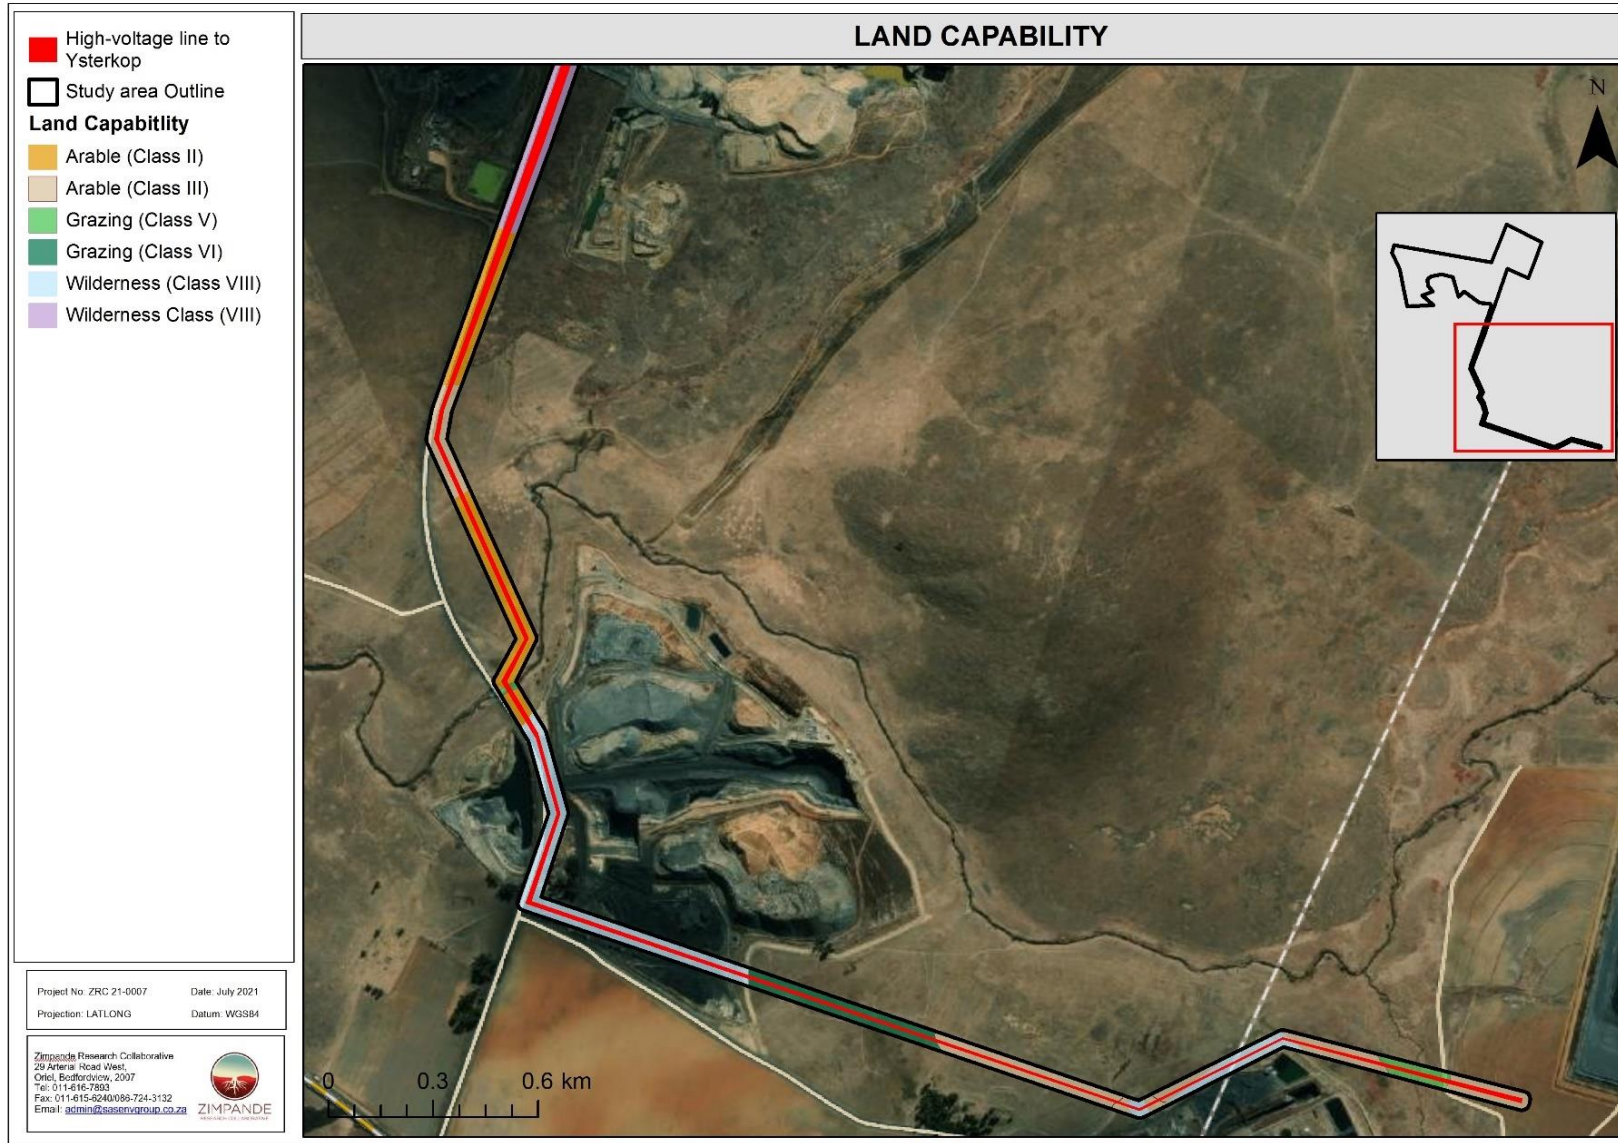 LAND CAPABILITY
High-voltage line to
Ysterkop
Study area Outline
Land Capabitlity
Arable (Class II)
Arable (Class III)
Grazing (Class V)
Grazing (Class VI)
Wilderness (Class VIII)
Wilderness Class (VIII)
N
0 0.3 0.6 km
Project No: ZRC 21-0007 Date: July 2021
Projection: LATLONG Datum: WGS84
Zimpande Research Collaborative
29 Arterial Road West,
Oriel, Bedfordview, 2007
Tel: 011-616-7893
Fax: 011-615-6240/086-724-3132
Email: admin@sasenvgroup.co.za
ZIMPANDE
RESEARCH COLLABORATIVE